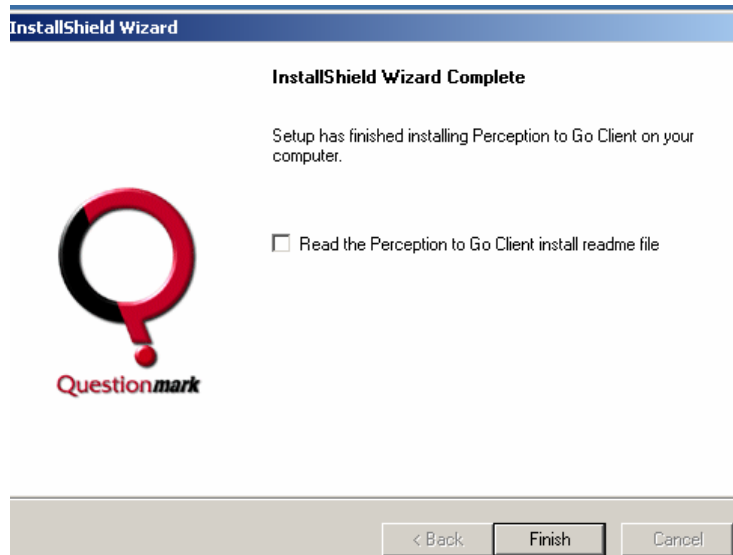 InstallShield Wizard
InstallShield Wizard Complete
Setup has finished installing Perception to Go Client on your
computer.
Read the Perception to Go Client install readme file
Questionmark
< Back
Finish
Cancel